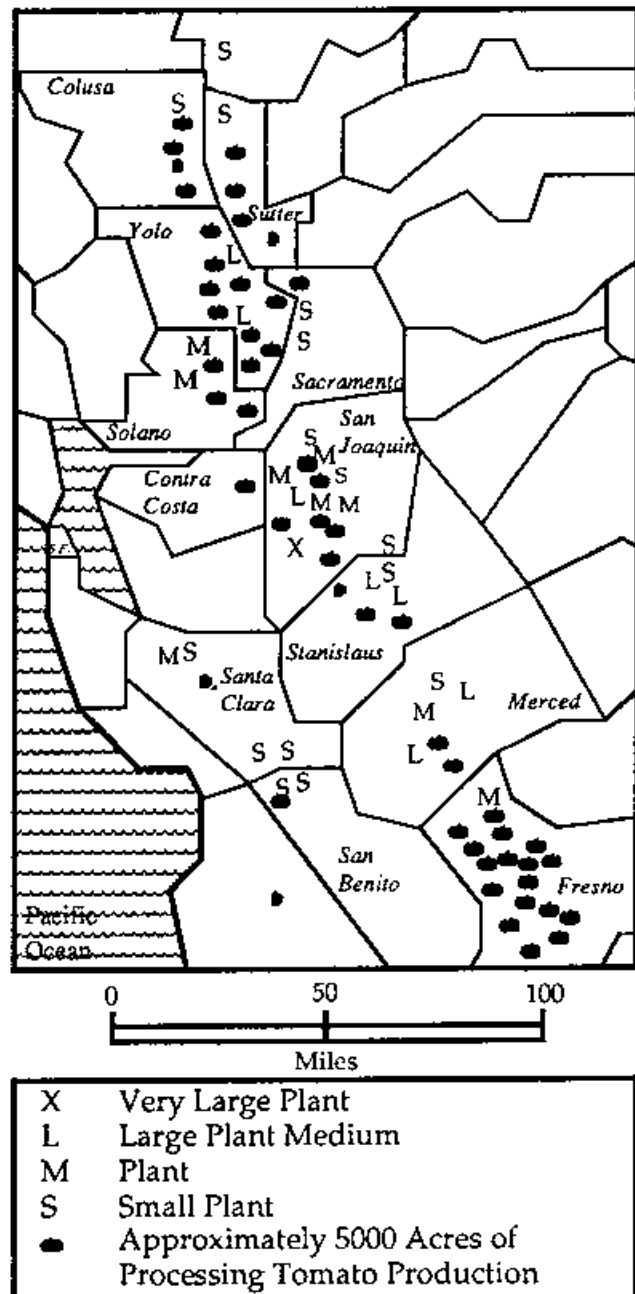 S
Colusa
S
S
Sutter
Yolo
L
S
L
S
M
M
Sacramento
Solano
San
Joaquin
S
M
S
Contra
Costa
M
L
M
M
X
S.F.
S
L
S
L
Stanislaus
M
S
Santa
Clara
S
L
M
Merced
L
S
S
S
S
M
San
Benito
Fresno
Pacific
Ocean
0
50
100
Miles
X Very Large Plant
L Large Plant Medium
M Plant
S Small Plant
Approximately 5000 Acres of
Processing Tomato Production